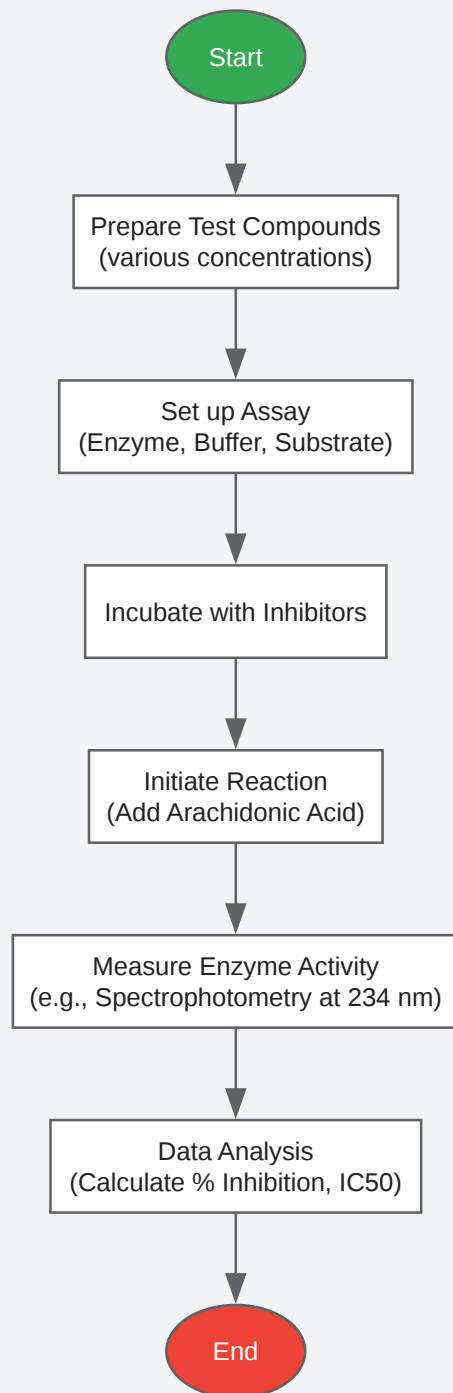 Start
Prepare Test Compounds
(various concentrations)
Set up Assay
(Enzyme, Buffer, Substrate)
Incubate with Inhibitors
Initiate Reaction
(Add Arachidonic Acid)
Measure Enzyme Activity
(e.g., Spectrophotometry at 234 nm)
Data Analysis
(Calculate % Inhibition, IC50)
End